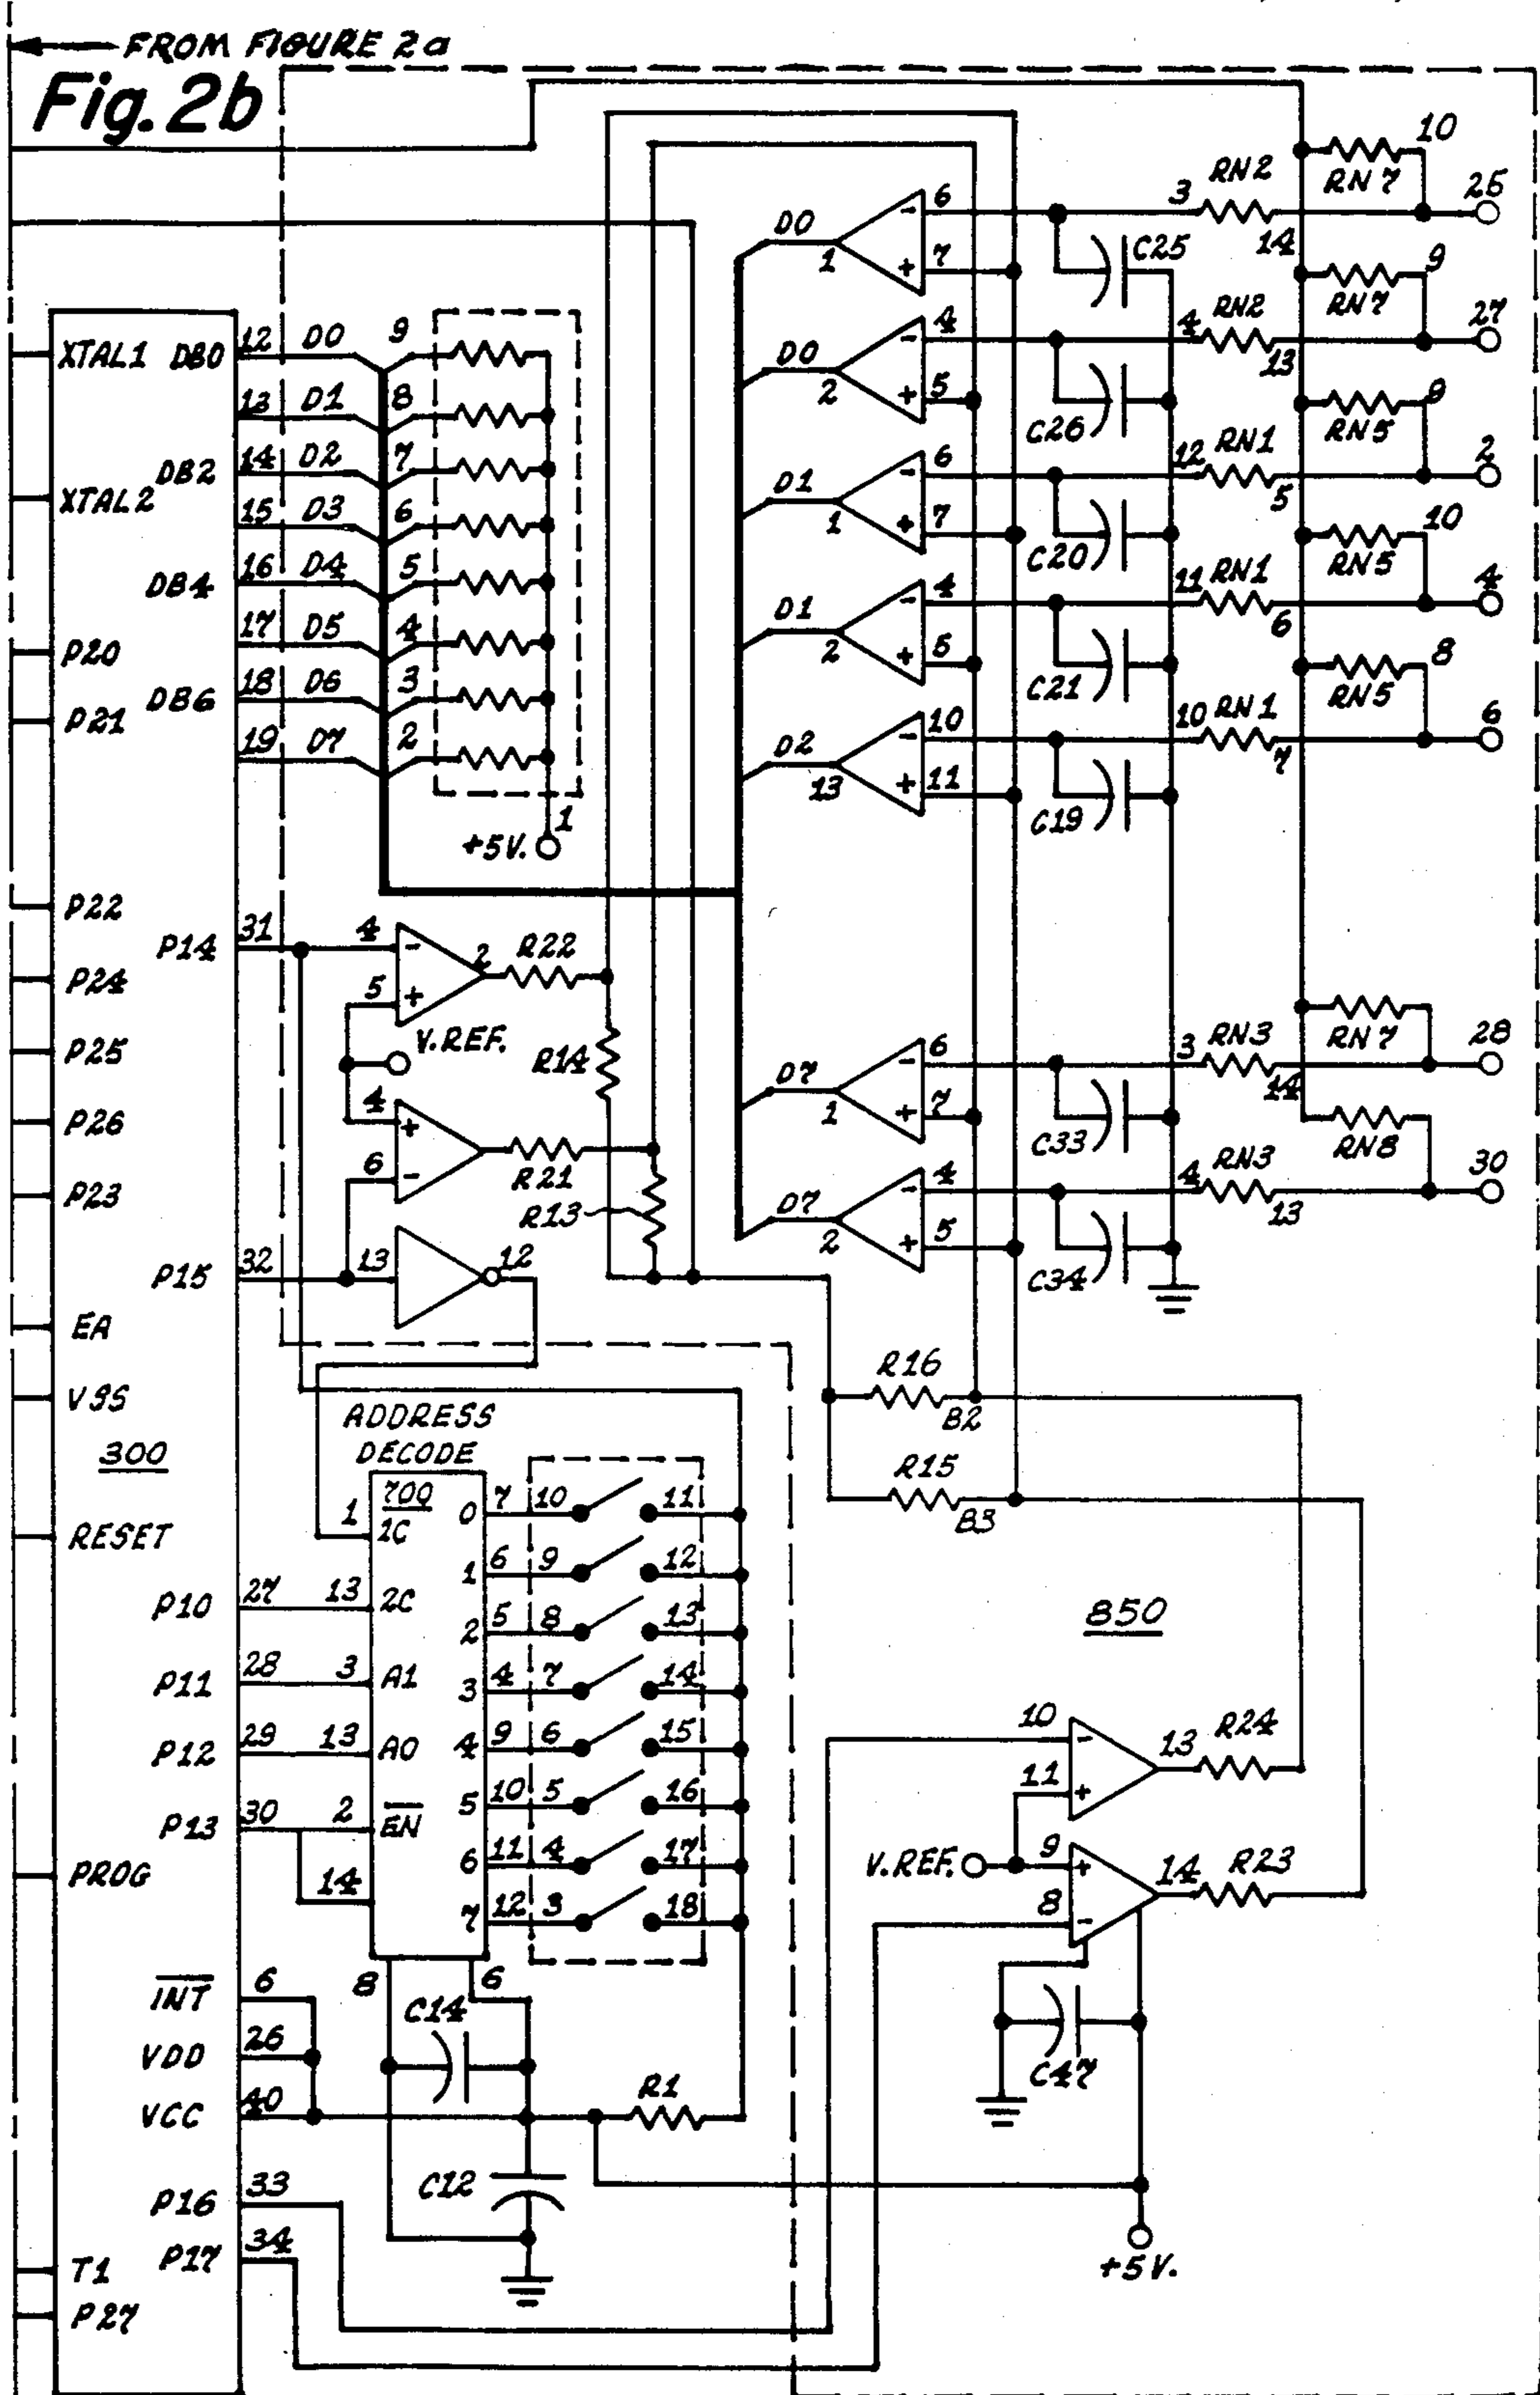 FROM FIGURE 2a
Fig. 2b
10
RN2
RN7
25
3
14
D0
6
-
1
7
+
C25
9
RN7
RN2
27
4
13
D0
4
-
2
5
+
C26
9
RN5
RN1
2
12
5
D1
6
-
1
7
+
C20
10
RN5
RN1
4
11
6
D1
4
-
2
5
+
C21
8
RN5
RN1
6
10
7
D2
10
-
13
11
+
C19
XTAL1 DB0 12 D0 9
13 D1 8
DB2 14 D2 7
XTAL2
15 D3 6
DB4 16 D4 5
P20
17 D5 4
DB6 18 D6 3
P21
19 D7 2
1
+5V.
P22
P14 31 4 - 2 R22
P24
5 +
V.REF.
P25
R14
P26
4 +
6 -
R21
P23
R13
P15 32 13 12
EA
VSS
300
RN7
28
RN3
3
14
D7
6
-
1
7
+
C33
RN8
30
RN3
4
13
D7
4
-
2
5
+
C34
R16
B2
R15
B3
ADDRESS
DECODE
700
1 1C 0 7 10 11
RESET
1 6 9 12
P10 27 13 2C
2 5 8 13
P11 28 3 A1
3 4 7 14
P12 29 13 A0
4 9 6 15
P13 30 2 EN
5 10 5 16
6 11 4 17
PROG
14
7 12 3 18
850
10 -
11 +
13 R24
V.REF.
9 +
8 -
14 R23
C47
+5V.
8 6
INT 6
C14
VDD 26
VCC 40
R1
C12
P16 33
P17 34
T1
P27